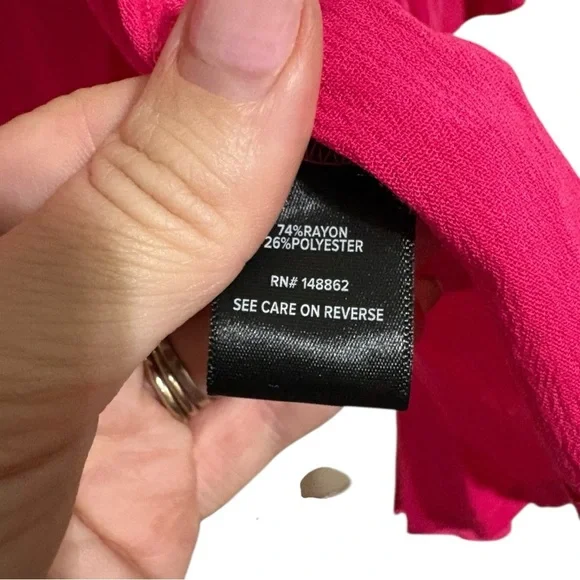 74%RAYON
26%POLYESTER
RN# 148862
SEE CARE ON REVERSE